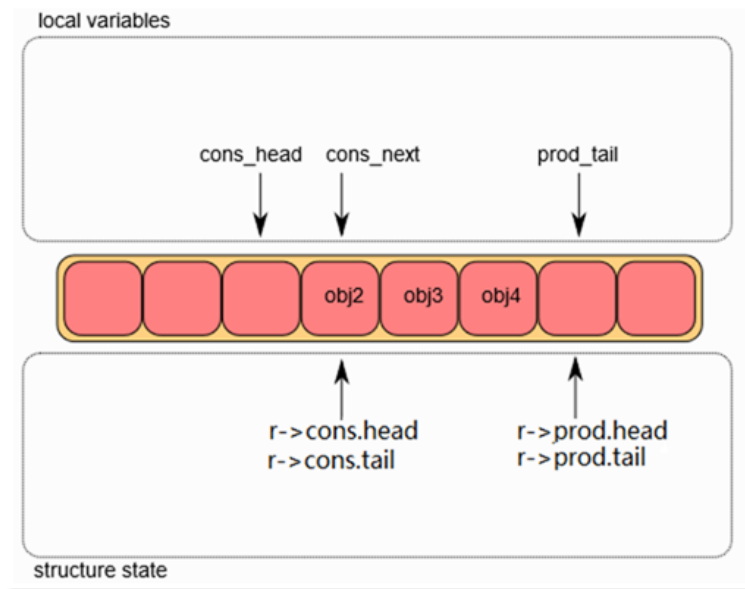 local variables
cons_head cons_next prod_tail
obj2 obj3 obj4
r->cons.head r->prod.head
r->cons.tail r->prod.tail
structure state